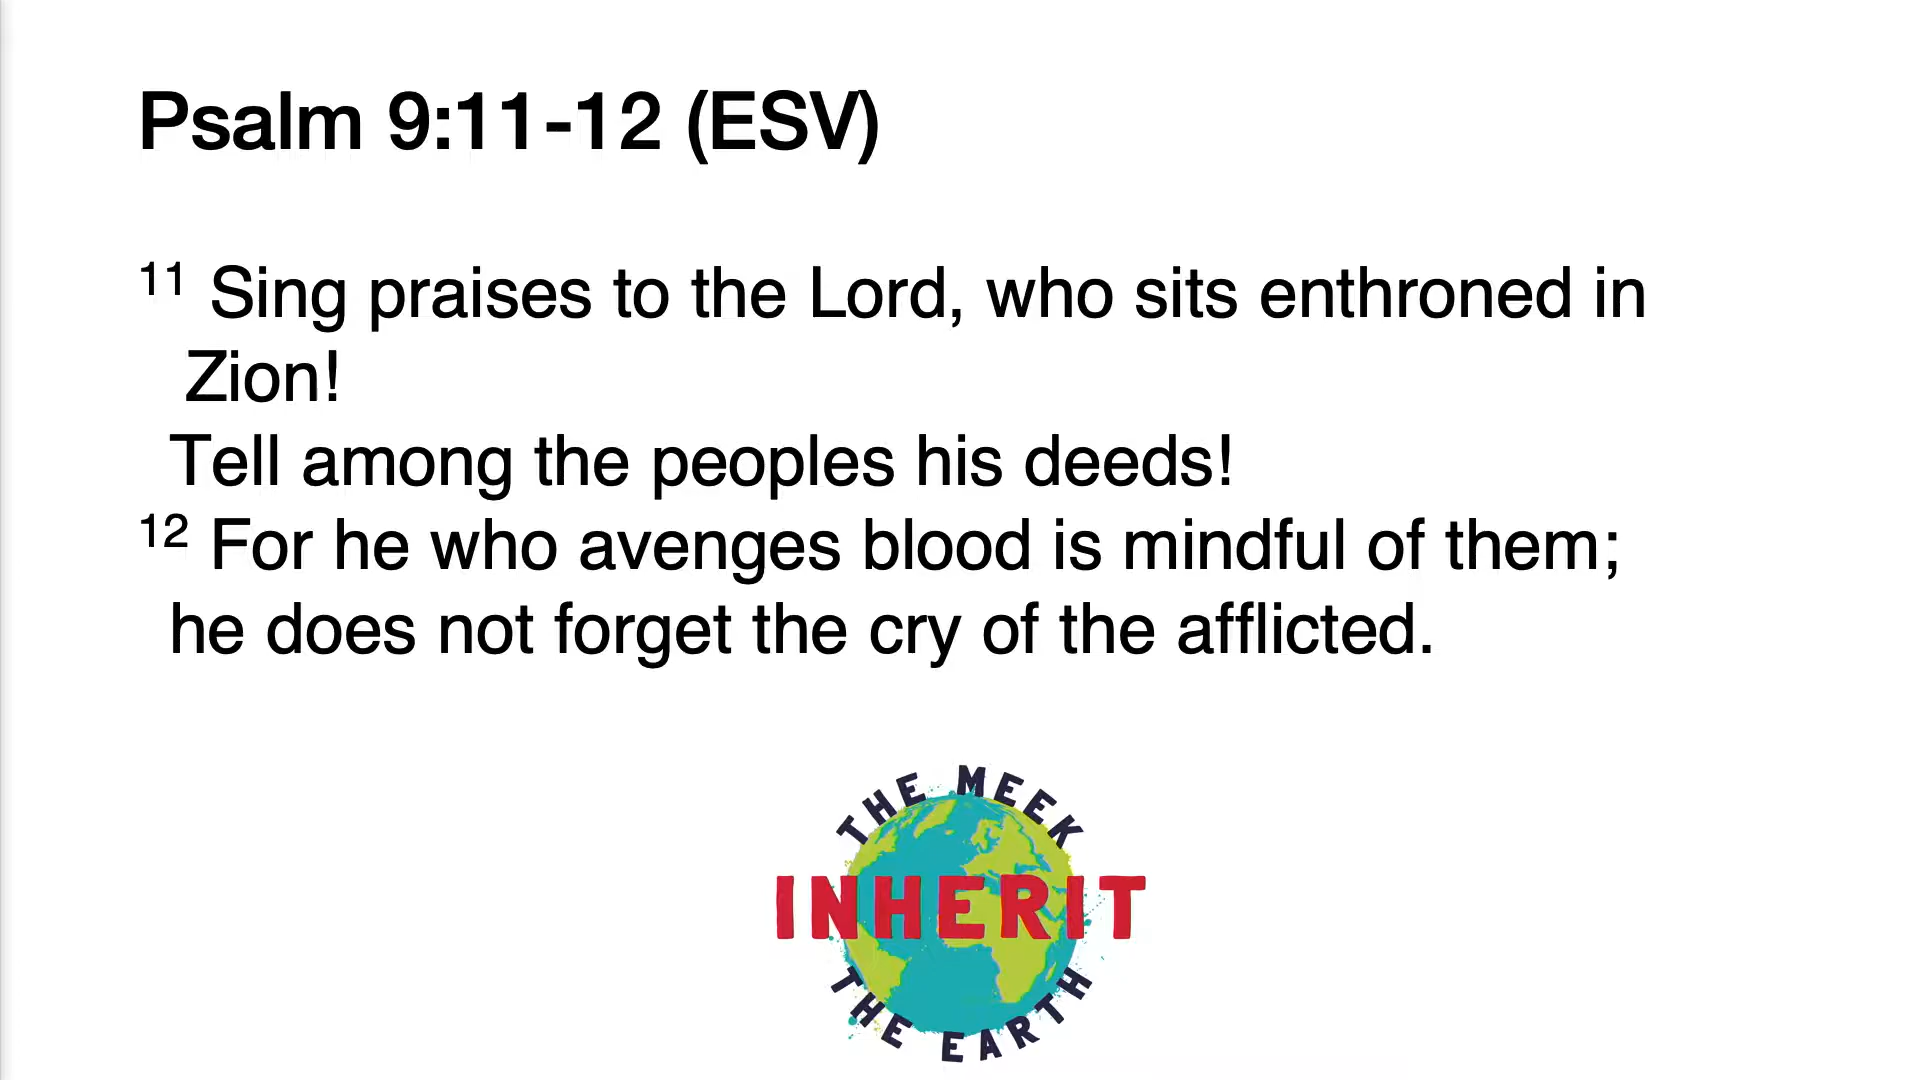 Psalm 9:11-12 (ESV)
11 Sing praises to the Lord, who sits enthroned in
Zion!
Tell among the peoples his deeds!
12 For he who avenges blood is mindful of them;
he does not forget the cry of the afflicted.
THE MEEK
INHERIT
THE EARTH